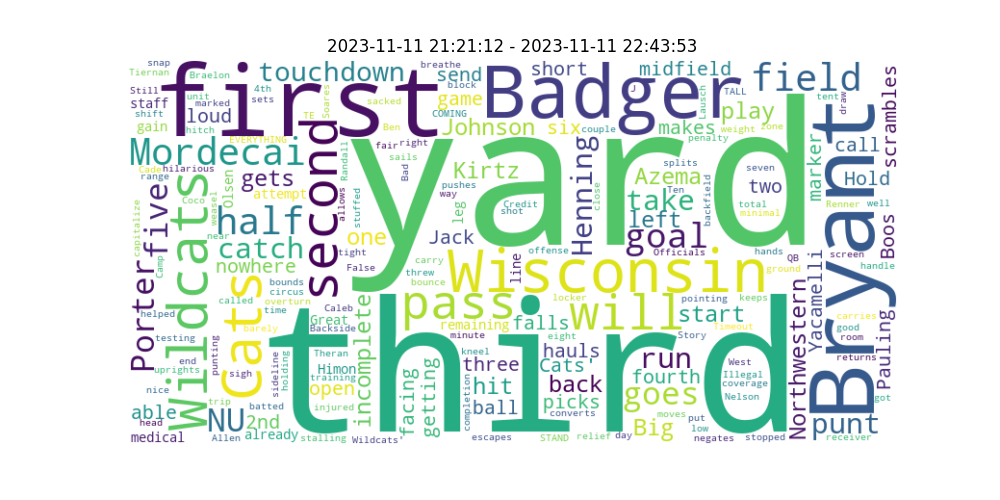 2023-11-11 21:21:12 - 2023-11-11 22:43:53
snap
Tiernan
Braelon
4th
touchdown
breathe
send
block
short
midfield
field
Still
staff
shift
unit
marked
sets
TE
Soares
sacked
COMING
game
first
Badger
J
Lausch
TALL
tent
draw
scrambles
gain
loud
hitch
EVERYTHING
Ben
Johnson
six
couple
makes
play
weight
zone
penalty
call
Mordecai
Cade
hilarious
range
Coco
weasel
Olsen
gets
attempt
second
Randall
allows
stuffed
fair
right
Bad
sails
Kirtz
pushes
way
leg
Henning
close
Azema
splits
Ten
take
left
backfield
seven
two
total
minimal
marker
Hold
Renner
well
Boos
capitalize
Porter
five
Camp
Wildcats
near
half
catch
nowhere
one
tight
False
yard
Jack
carry
threw
bounce
Credit
shot
offense
line
goal
Officials
hands
QB
ground
screen
handle
Bryant
helped
testing
end
uprights
nice
called
bounds
circus
overturn
time
barely
Cats
Caleb
Great
Backside
Wisconsin
pass
will
locker
pointing
keeps
start
Timeout
Story
Northwestern
Yacamelli
carries
good
room
returns
Pauling
got
punting
sigh
trip
sideline
holding
Theran
Himon
training
open
injured
incomplete
facing
getting
remaining
minute
kneel
falls
eight
three
hit
ball
completion
hauls
Cats'
back
picks
converts
run
fourth
goes
moves
Big
West
Illegal
coverage
Nelson
put
low
negates
stopped
able
head
medical
NU
2nd
already
Allen
batted
stalling
Wildcats'
third
escapes
STAND
relief
day
punt
receiver